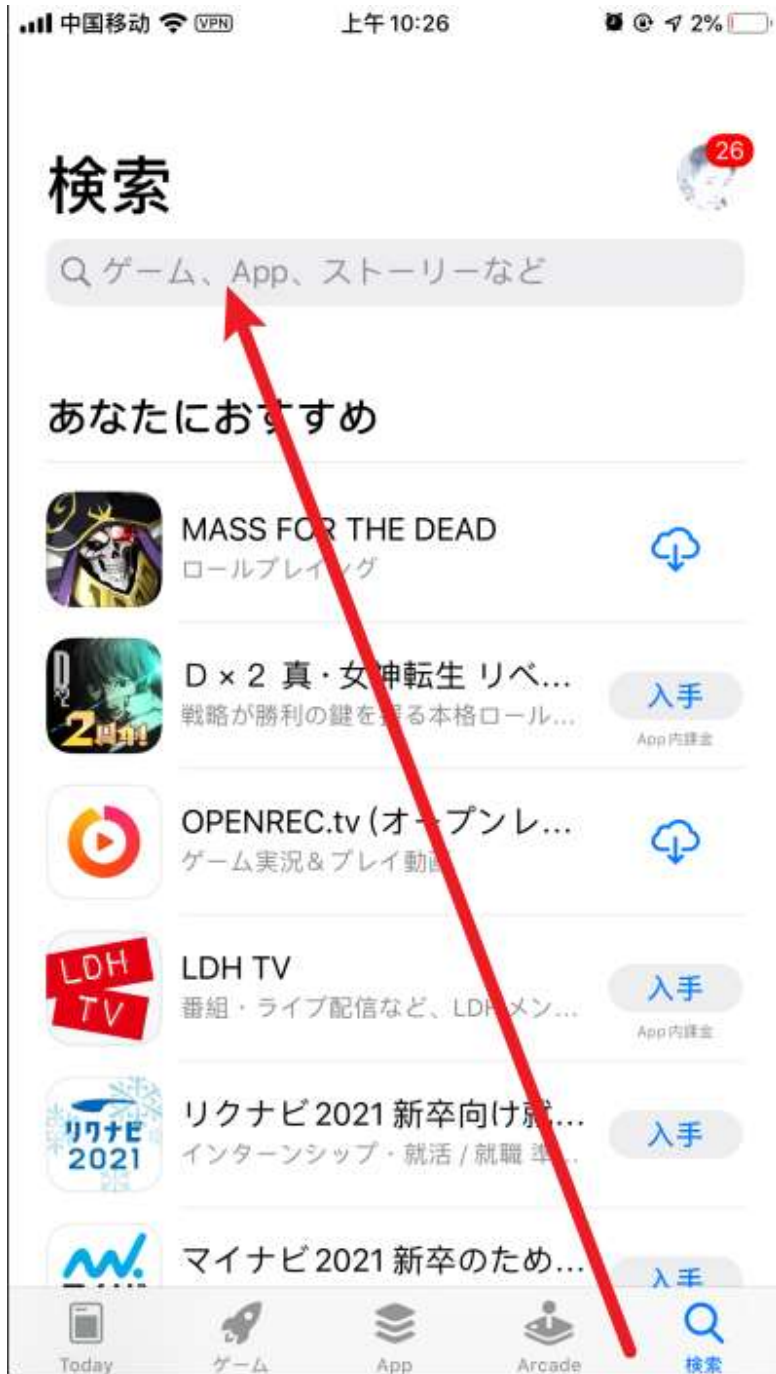 中国移动 VPN 上午10:26 2%
26
検索
ゲーム、App、ストーリーなど
あなたにおすすめ
MASS FOR THE DEAD
ロールプレイング
D×2 真・女神転生 リベ...
戦略が勝利の鍵を握る本格ロール...
入手
App内課金
D×2
2周年!
OPENREC.tv (オープンレ...
ゲーム実況&プレイ動画
LDH TV
LDH TV
番組・ライブ配信など、LDHメン...
入手
App内課金
リクナビ
2021
リクナビ2021 新卒向け就...
インターンシップ・就活 / 就職 準...
入手
マイナビ2021 新卒のため...
入手
Today ゲーム App Arcade 検索